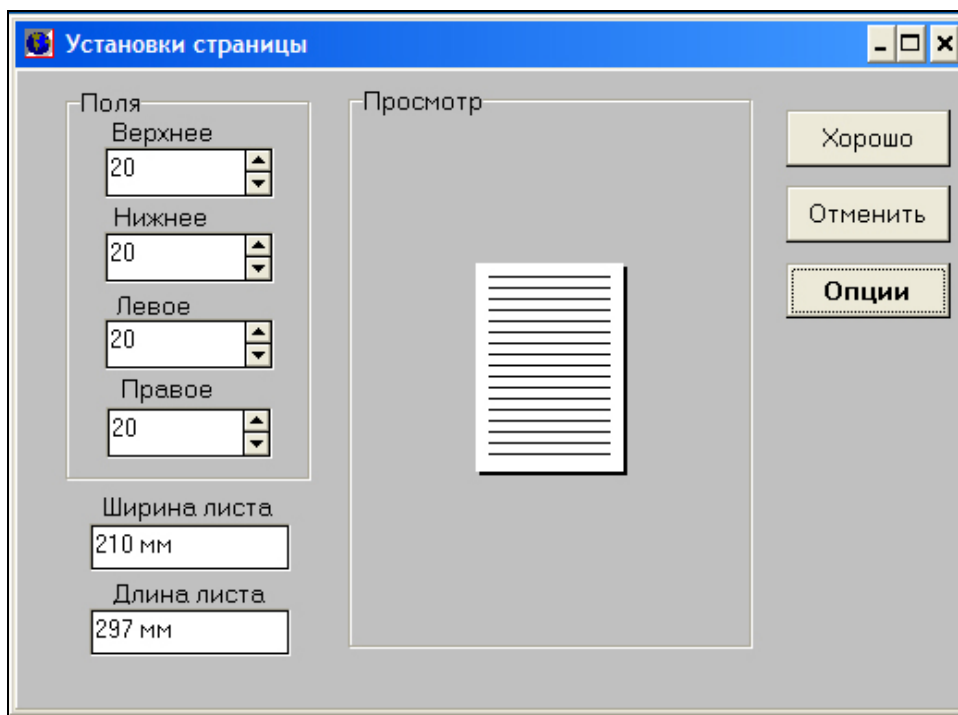 Установки страницы
Поля
Верхнее
20
Нижнее
20
Левое
20
Правое
20
Ширина листа
210 мм
Длина листа
297 мм
Просмотр
Хорошо
Отменить
Опции